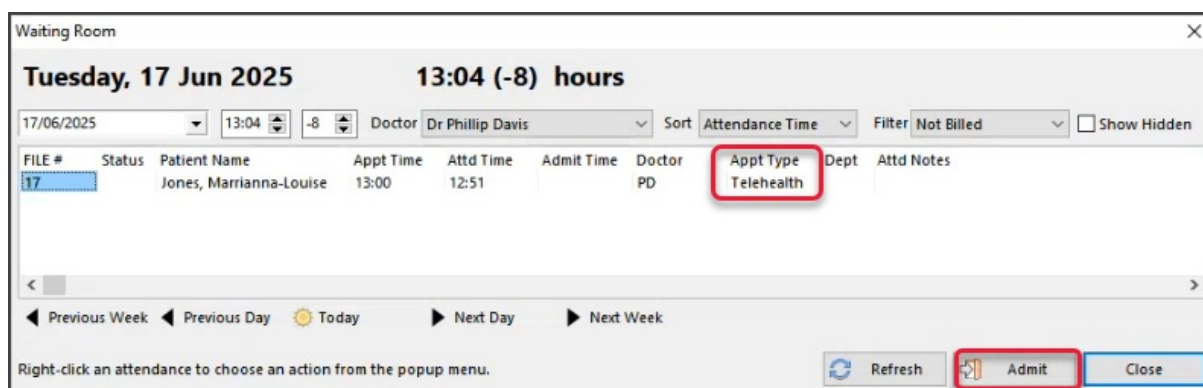 Waiting Room
Tuesday, 17 Jun 2025 13:04 (-8) hours
17/06/2025 13:04 -8 Doctor Dr Phillip Davis Sort Attendance Time Filter Not Billed Show Hidden
FILE # Status Patient Name Appt Time Attd Time Admit Time Doctor Appt Type Dept Attd Notes
17 Jones, Marrianna-Louise 13:00 12:51 PD Telehealth
Previous Week Previous Day Today Next Day Next Week
Right-click an attendance to choose an action from the popup menu. Refresh Admit Close